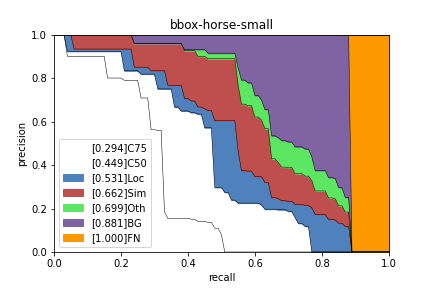 bbox-horse-small
precision
1.0
0.8
0.6
0.4
0.2
0.0
[0.294]C75
[0.449]C50
[0.531]Loc
[0.662]Sim
[0.699]Oth
[0.881]BG
[1.000]FN
0.0 0.2 0.4 0.6 0.8 1.0
recall